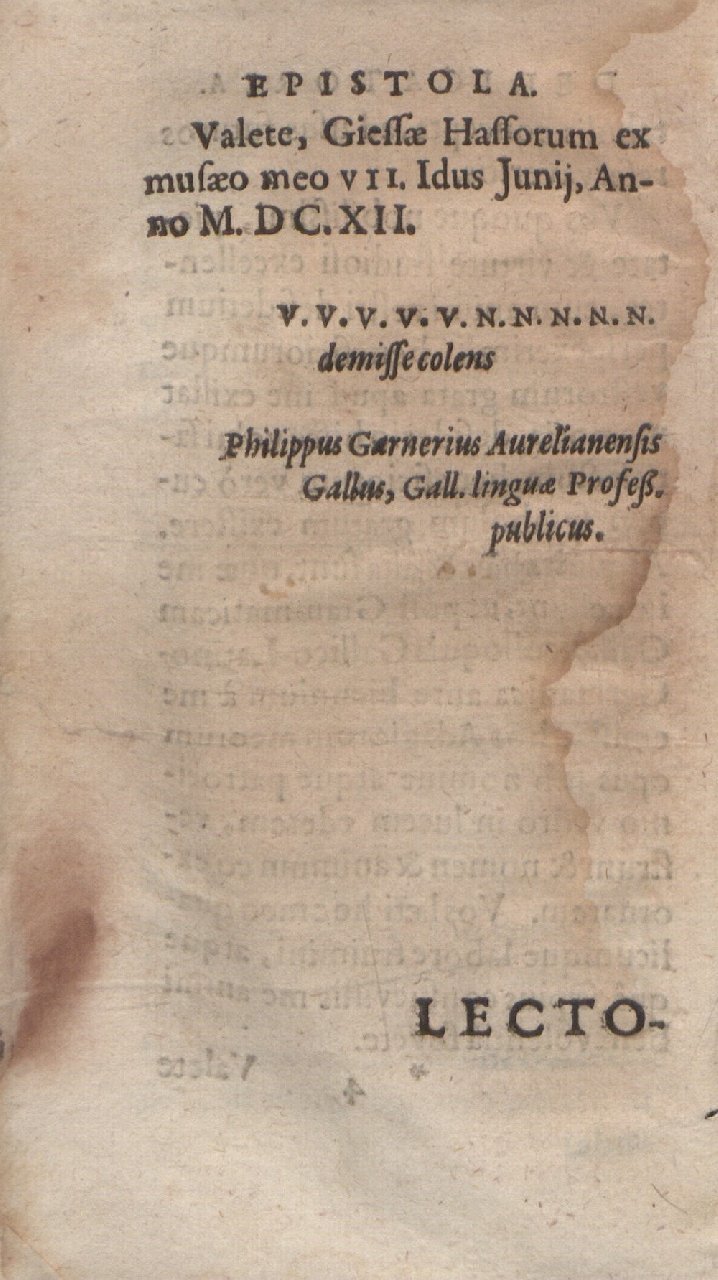 EPISTOLA.
Valete, Gieſſæ Haſſorum ex
muſæo meo VII. Idus Junij, An-
no M. DC. XII.
V. V. V. V. V. N. N. N. N. N.
demiſſe colens
Philippus Garnerius Aurelianenſis
Gallus, Gall. linguæ Profeß.
publicus.
LECTO-